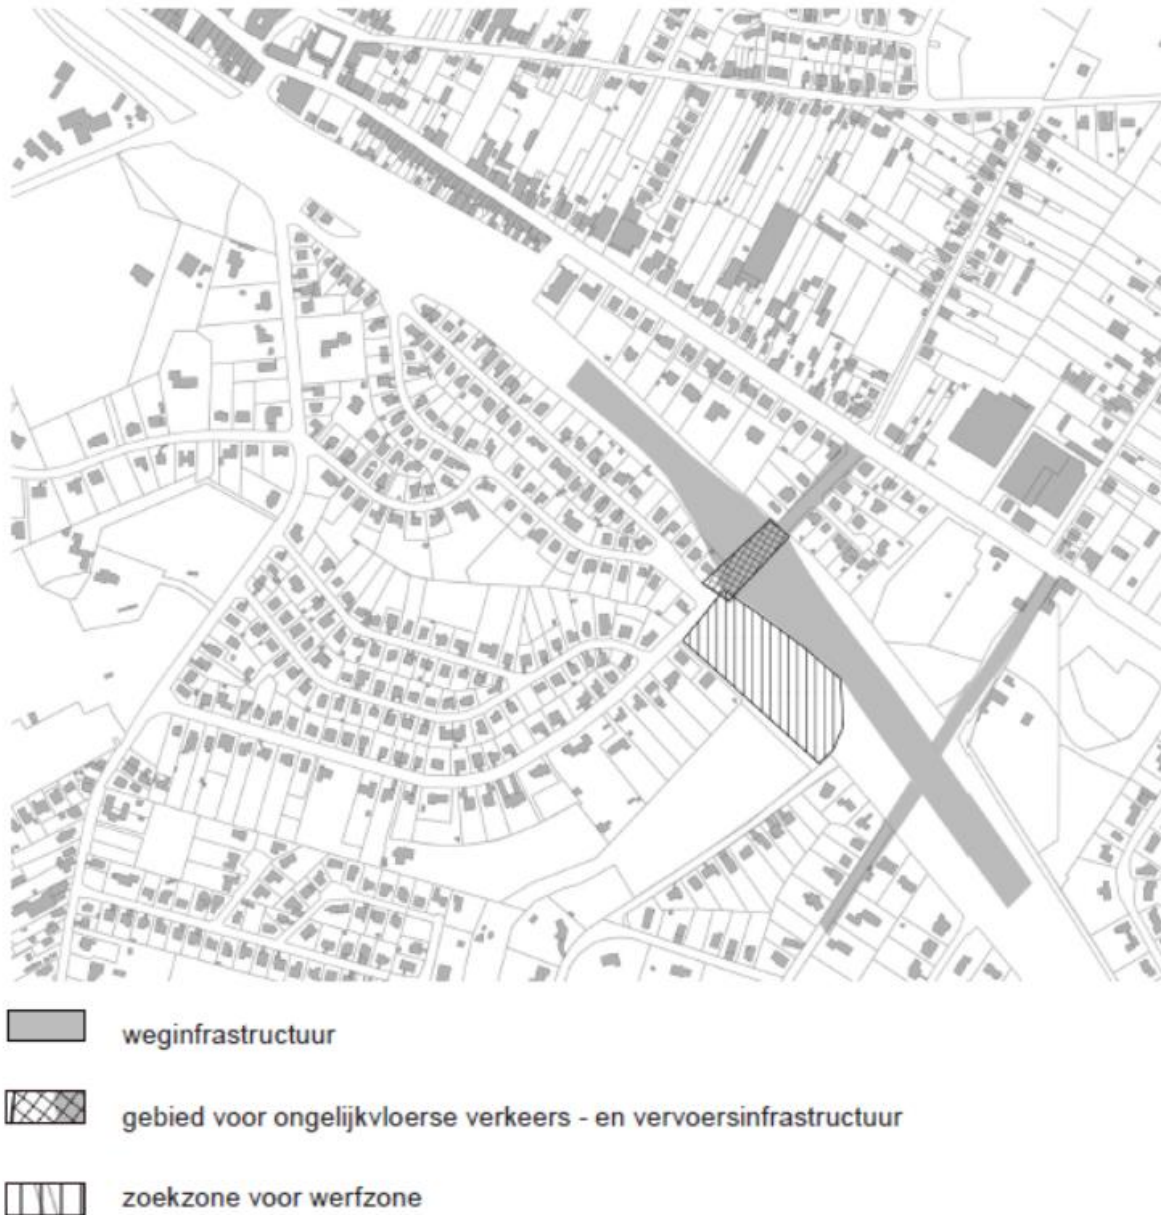 weginfrastructuur
gebied voor ongelijkvloerse verkeers - en vervoersinfrastructuur
zoekzone voor werfzone